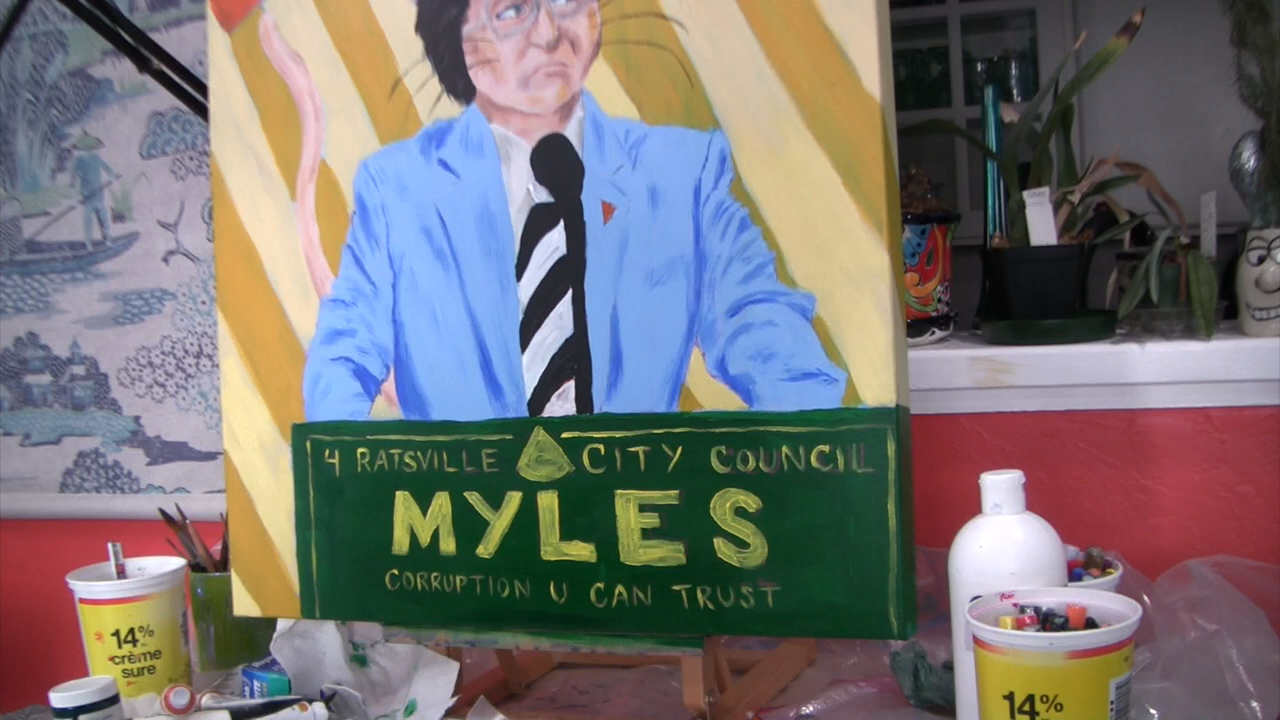 4 RATSVILLE CITY COUNCIL
MYLES
CORRUPTION U CAN TRUST
14%
crème
sure
14%